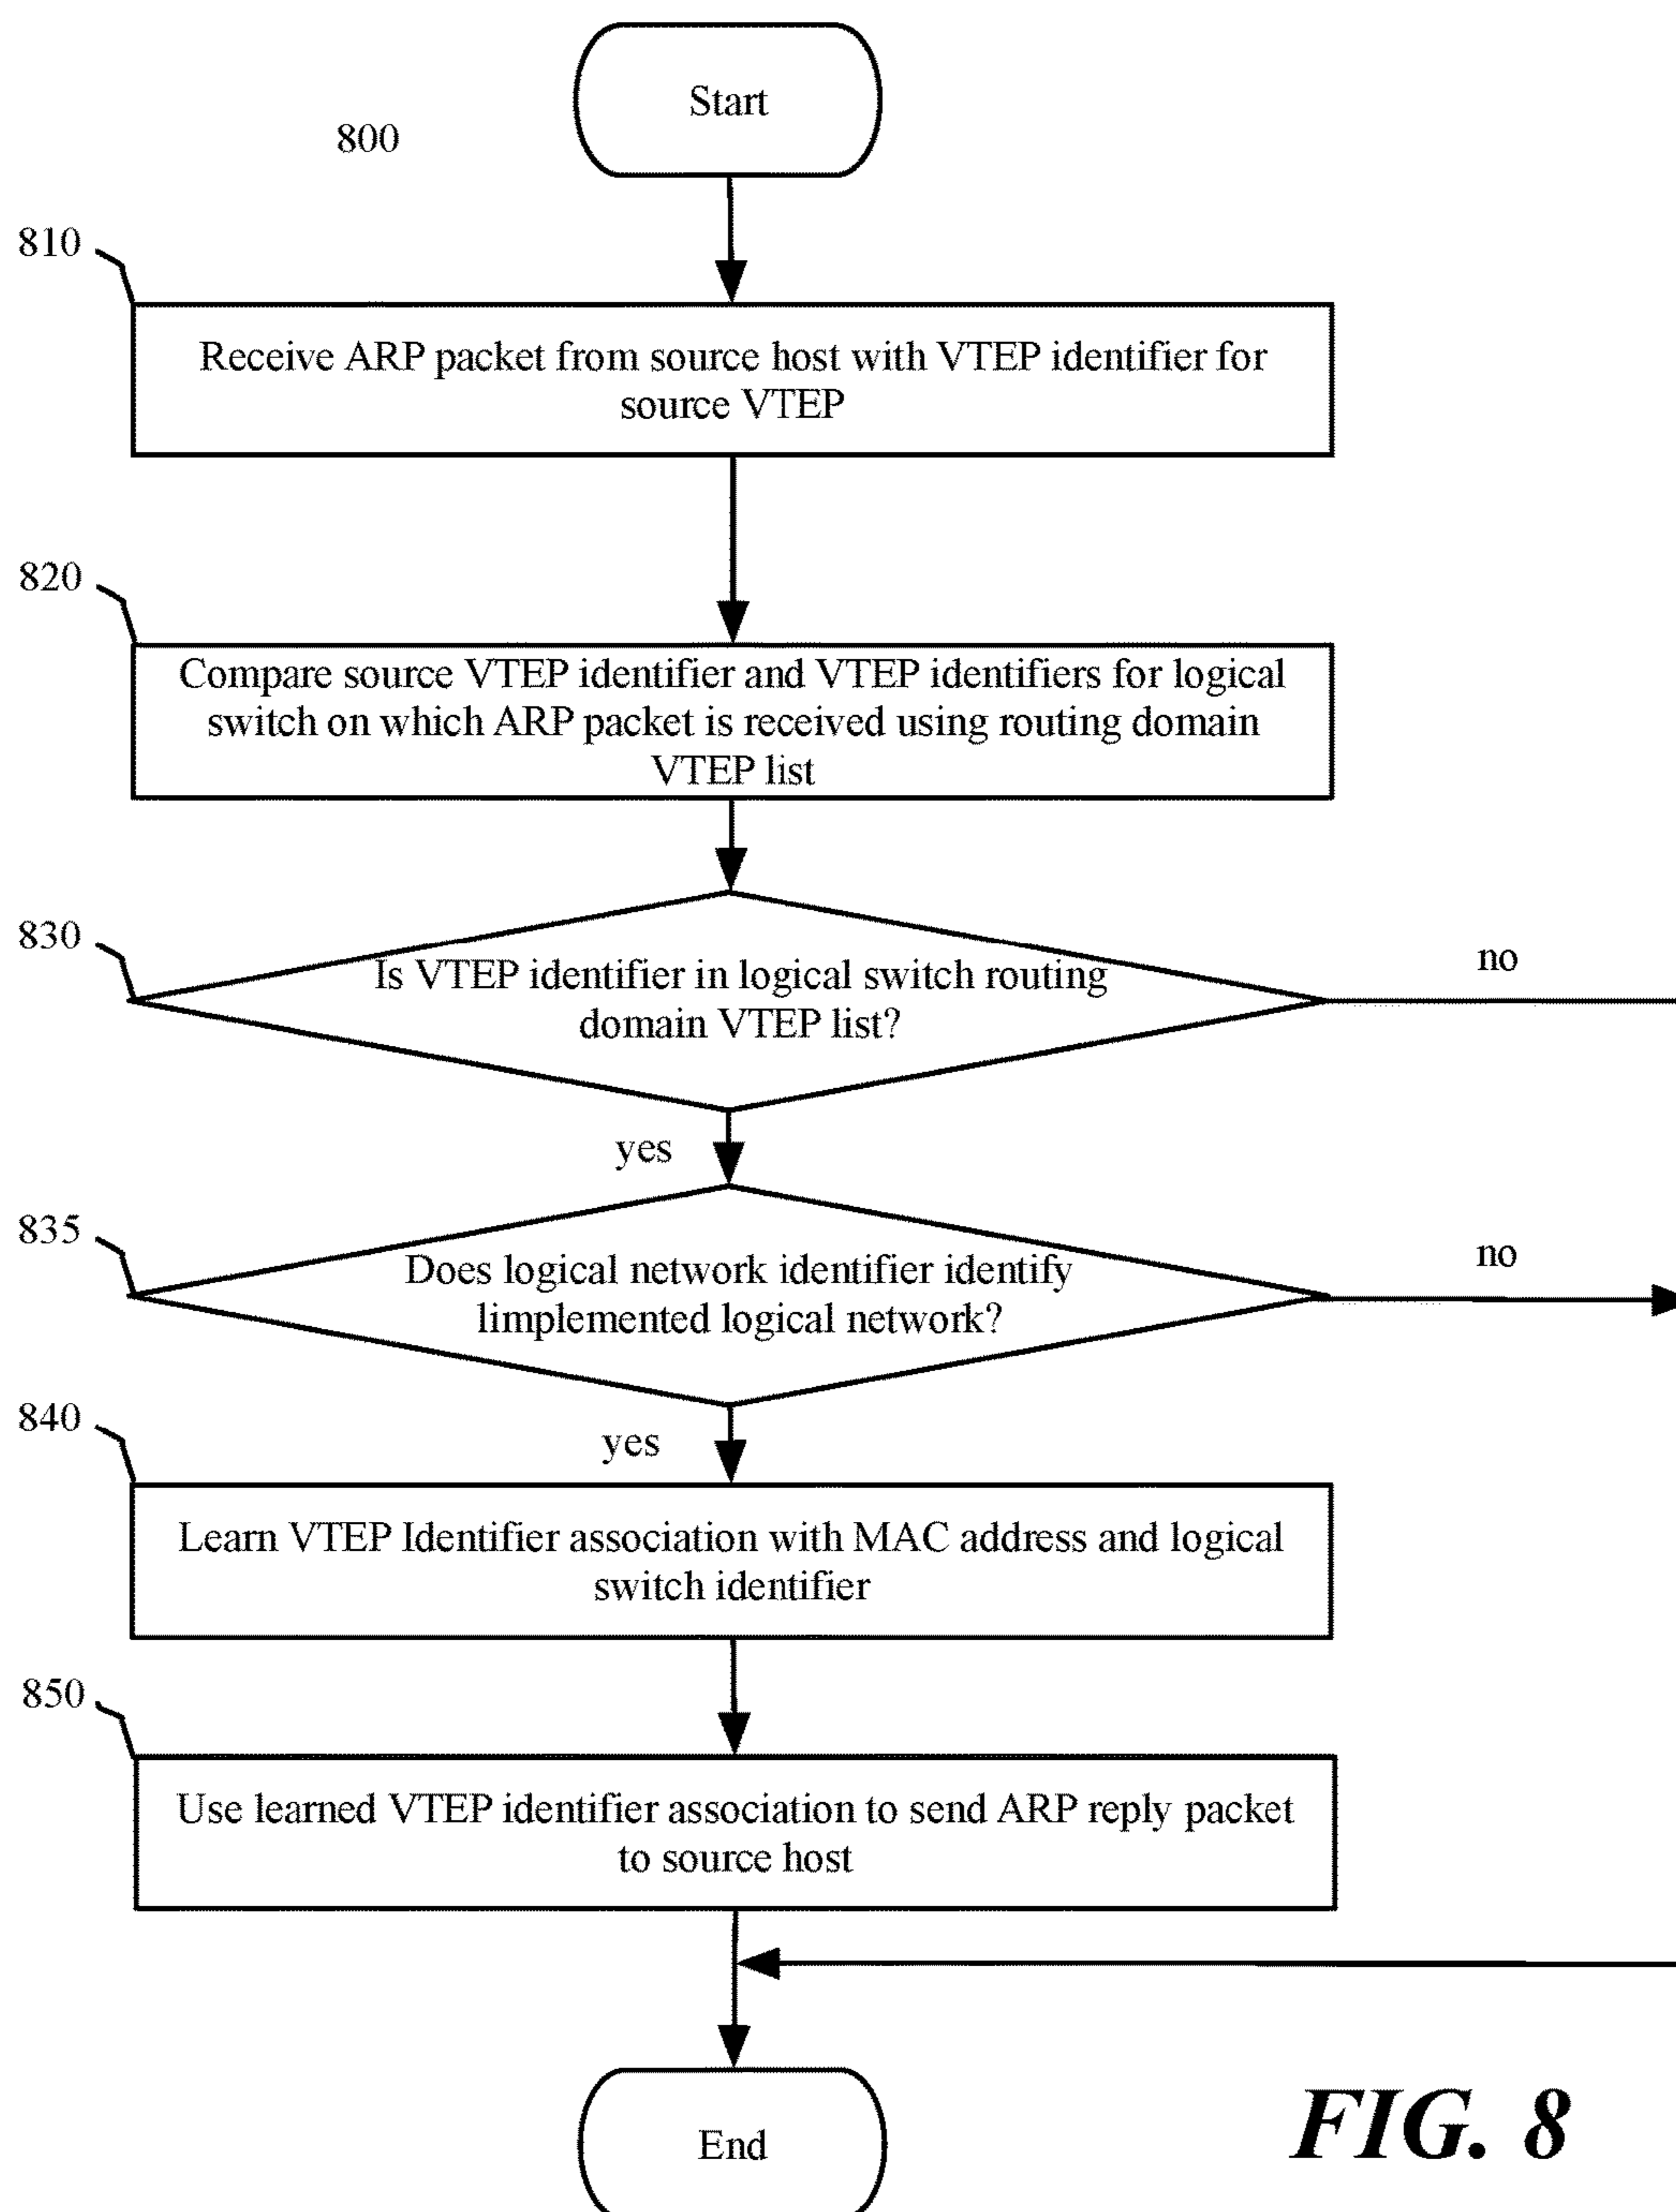 Start
800
810
Receive ARP packet from source host with VTEP identifier for
source VTEP
820
Compare source VTEP identifier and VTEP identifiers for logical
switch on which ARP packet is received using routing domain
VTEP list
830
Is VTEP identifier in logical switch routing
domain VTEP list?
no
yes
835
Does logical network identifier identify
limplemented logical network?
no
yes
840
Learn VTEP Identifier association with MAC address and logical
switch identifier
850
Use learned VTEP identifier association to send ARP reply packet
to source host
End
FIG. 8